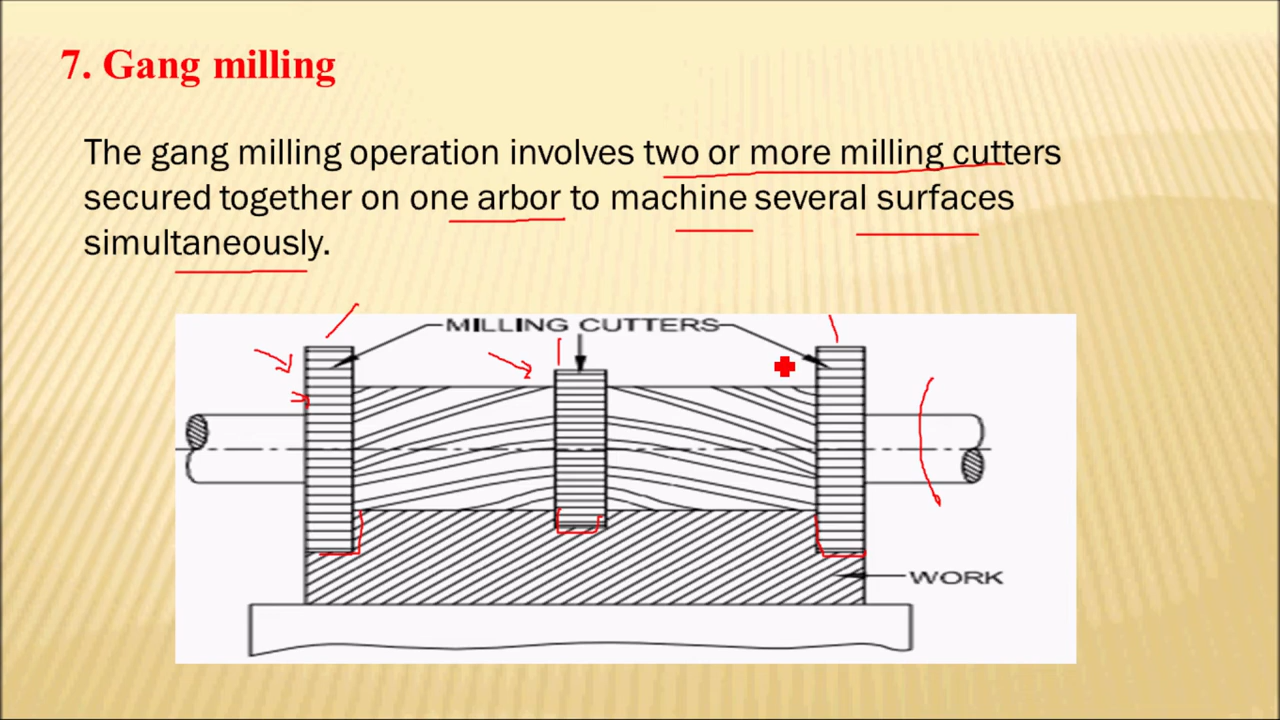 7. Gang milling
The gang milling operation involves two or more milling cutters
secured together on one arbor to machine several surfaces
simultaneously.
MILLING CUTTERS
WORK